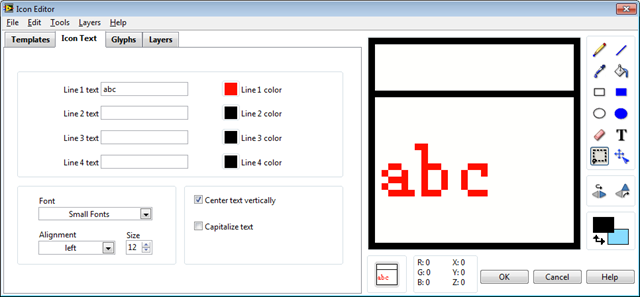 Icon Editor
File Edit Tools Layers Help
Templates Icon Text Glyphs Layers
Line 1 text abc Line 1 color
Line 2 text Line 2 color
Line 3 text Line 3 color
Line 4 text Line 4 color
Font
Small Fonts
Alignment Size
left 12
Center text vertically
Capitalize text
abc
T
abc
R: 0 X: 0
G: 0 Y: 0
B: 0 Z: 0
OK Cancel Help